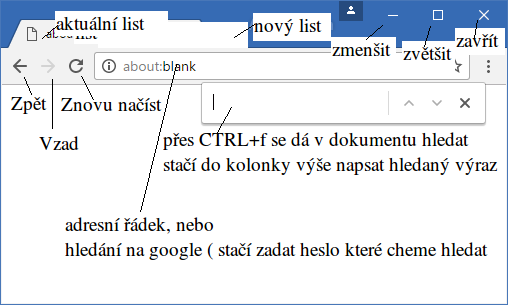 aktuální list
nový list
abou
list
zmenšit
zvětšit
zavřít
about:blank
Zpět
Znovu načíst
Vzad
přes CTRL+f se dá v dokumentu hledat
stačí do kolonky výše napsat hledaný výraz
adresní řádek, nebo
hledání na google ( stačí zadat heslo které cheme hledat